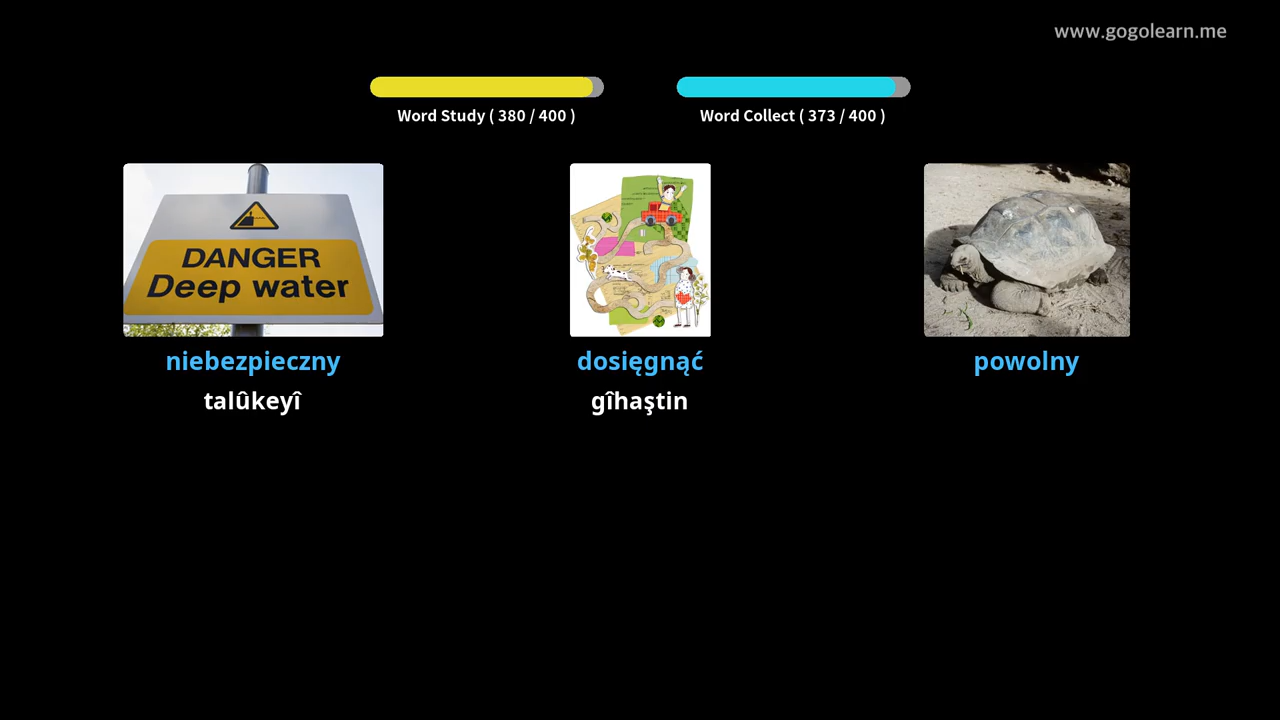 www.gogolearn.me
Word Study ( 380 / 400 )
Word Collect ( 373 / 400 )
DANGER
Deep water
niebezpieczny
dosięgnąć
powolny
talûkeyî
gîhaştin